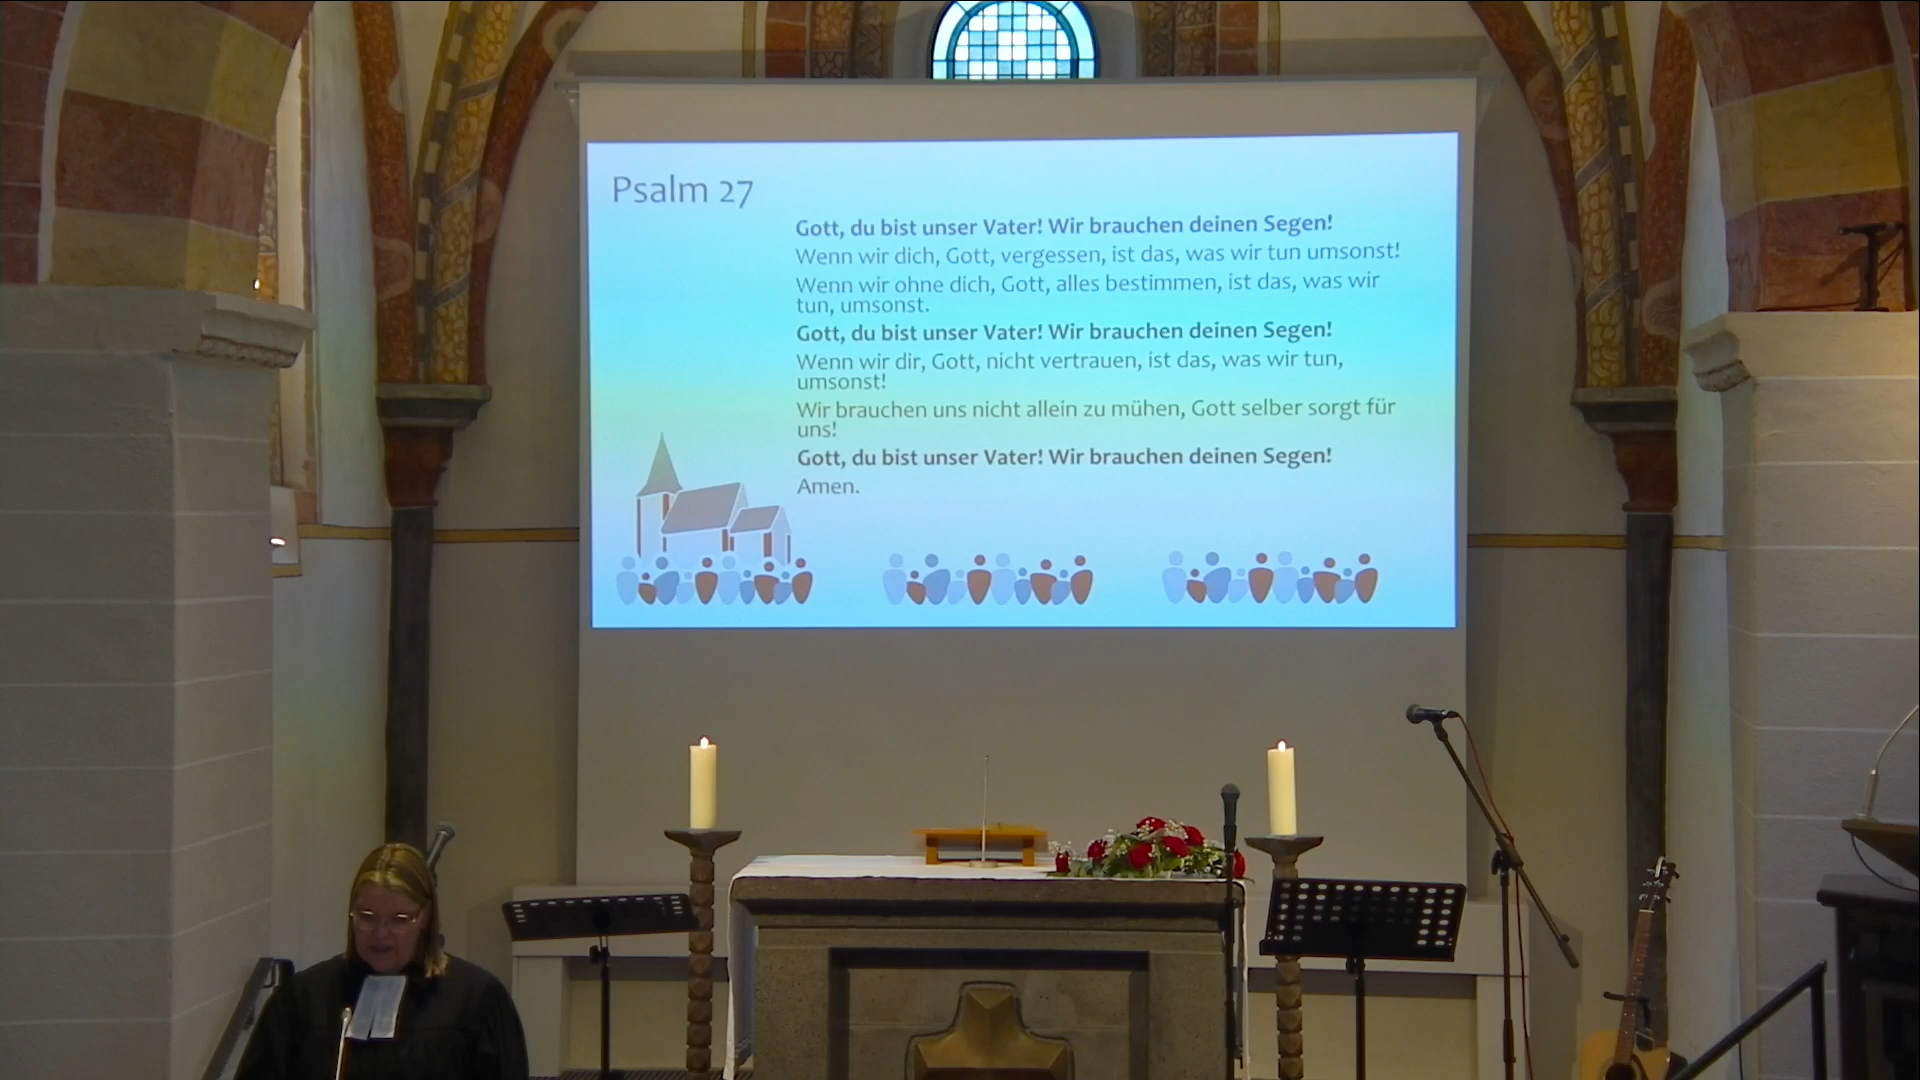 Psalm 27
Gott, du bist unser Vater! Wir brauchen deinen Segen!
Wenn wir dich, Gott, vergessen, ist das, was wir tun umsonst!
Wenn wir ohne dich, Gott, alles bestimmen, ist das, was wir
tun, umsonst.
Gott, du bist unser Vater! Wir brauchen deinen Segen!
Wenn wir dir, Gott, nicht vertrauen, ist das, was wir tun,
umsonst!
Wir brauchen uns nicht allein zu mühen, Gott selber sorgt für
uns!
Gott, du bist unser Vater! Wir brauchen deinen Segen!
Amen.